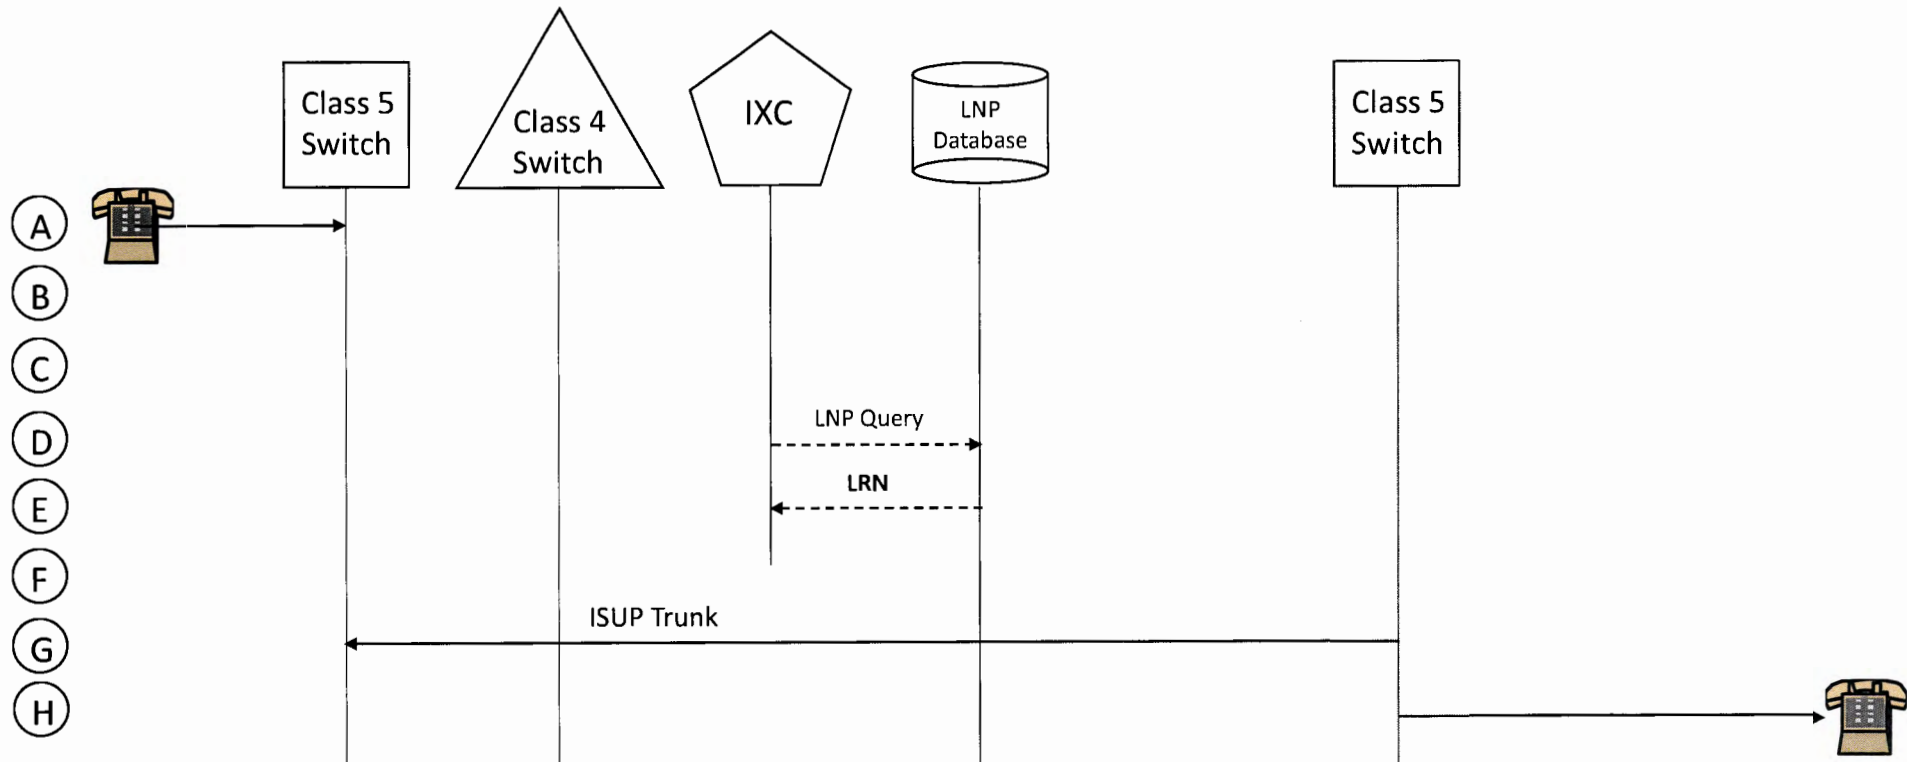 Class 5
Switch
Class 4
Switch
IXC
LNP
Database
Class 5
Switch
A
B
C
D
LNP Query
E
LRN
F
G
ISUP Trunk
H